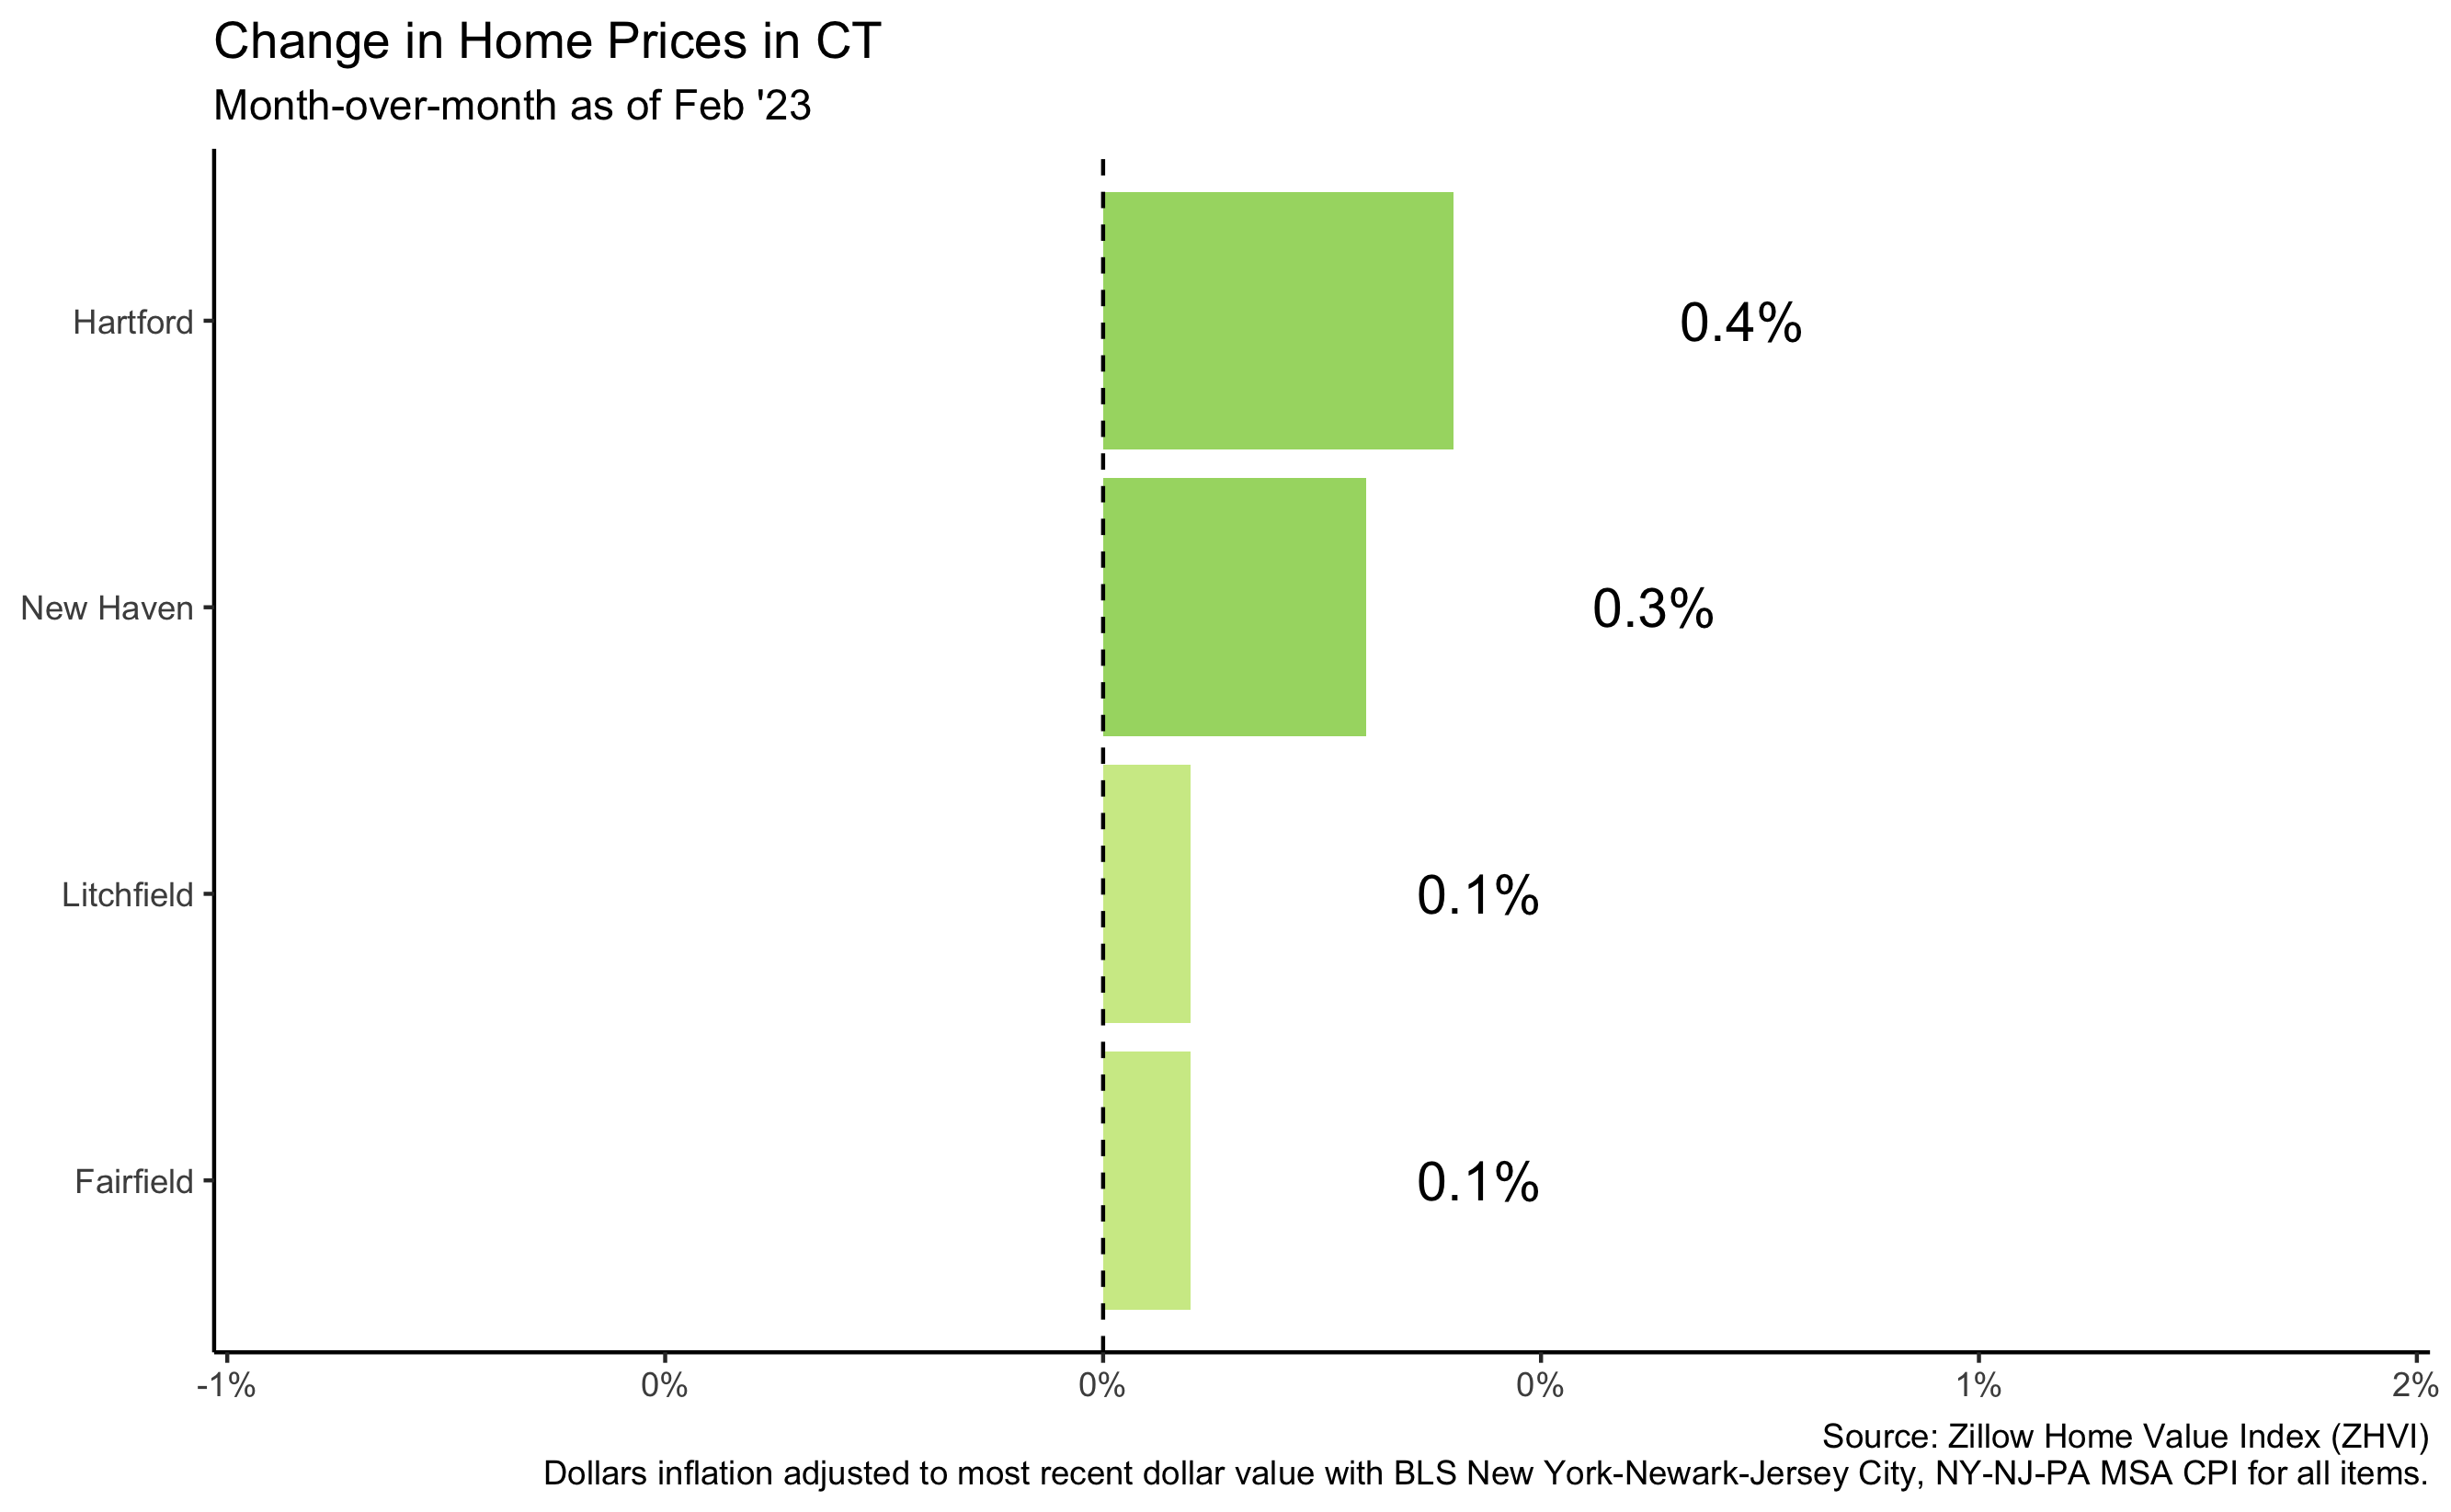 Change in Home Prices in CT
Month-over-month as of Feb '23
Hartford
0.4%
New Haven
0.3%
Litchfield
0.1%
Fairfield
0.1%
-1%
0%
0%
0%
1%
2%
Source: Zillow Home Value Index (ZHVI)
Dollars inflation adjusted to most recent dollar value with BLS New York-Newark-Jersey City, NY-NJ-PA MSA CPI for all items.